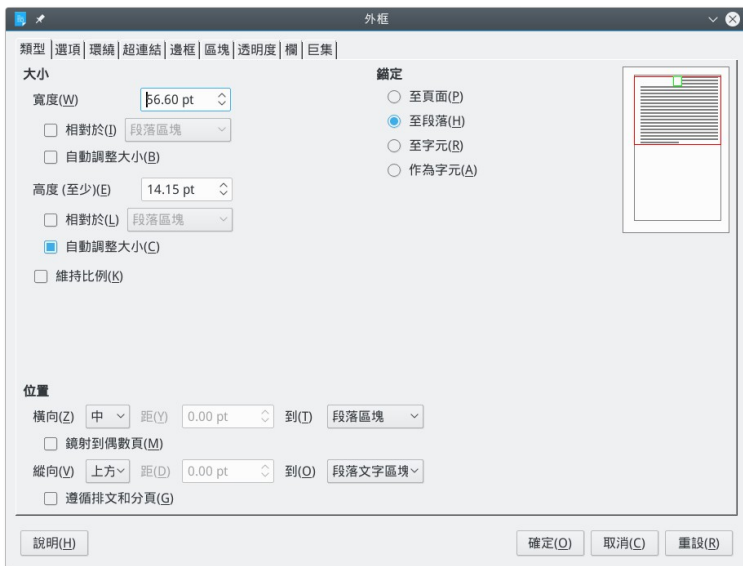 外框
類型 選項 環繞 超連結 邊框 區塊 透明度 欄 巨集
大小
寬度(W) 56.60 pt
相對於(I) 段落區塊
自動調整大小(B)
高度 (至少)(E) 14.15 pt
相對於(L) 段落區塊
自動調整大小(C)
維持比例(K)
錨定
至頁面(P)
至段落(H)
至字元(R)
作為字元(A)
位置
橫向(Z) 中 距(Y) 0.00 pt 到(T) 段落區塊
鏡射到偶數頁(M)
縱向(V) 上方 距(D) 0.00 pt 到(O) 段落文字區塊
遵循排文和分頁(G)
說明(H) 確定(O) 取消(C) 重設(R)